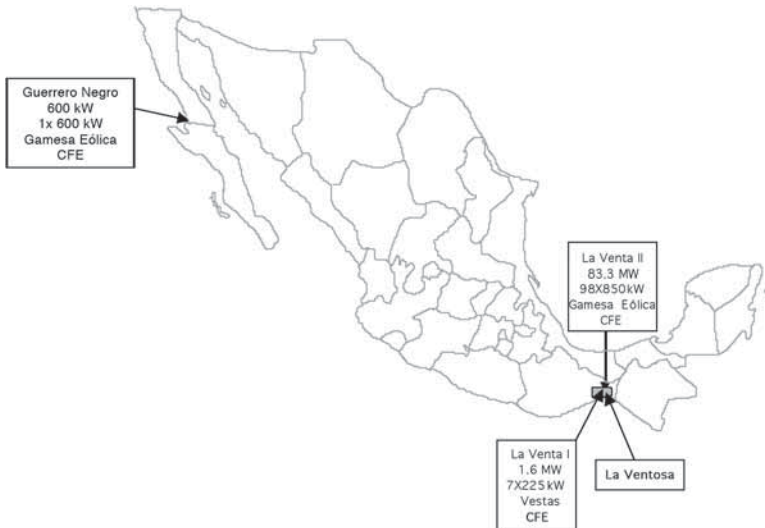 Guerrero Negro
600 kW
1x 600 kW
Gamesa Eólica
CFE
La Venta II
83.3 MW
98X850kW
Gamesa Eólica
CFE
La Venta I
1.6 MW
7X225kW
Vestas
CFE
La Ventosa